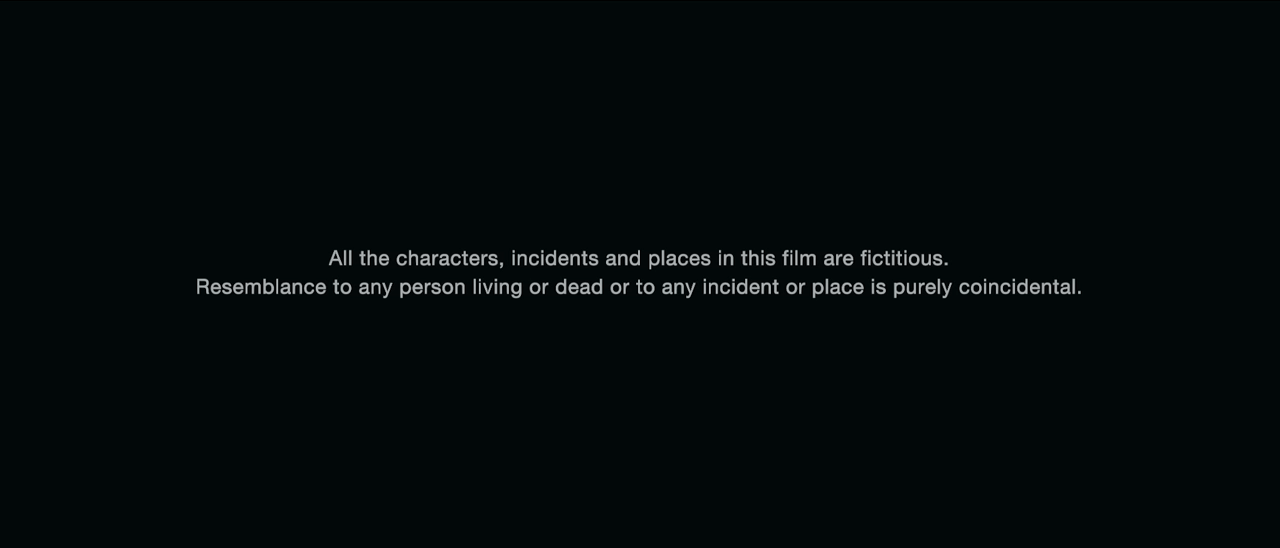 All the characters, incidents and places in this film are fictitious.
Resemblance to any person living or dead or to any incident or place is purely coincidental.